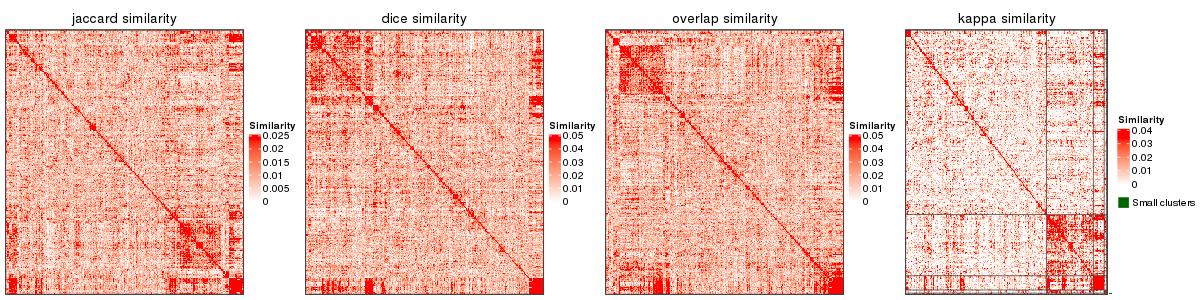 jaccard similarity
Similarity
0.025
0.02
0.015
0.01
0.005
0
dice similarity
Similarity
0.05
0.04
0.03
0.02
0.01
0
overlap similarity
Similarity
0.05
0.04
0.03
0.02
0.01
0
kappa similarity
Similarity
0.04
0.03
0.02
0.01
0
Small clusters